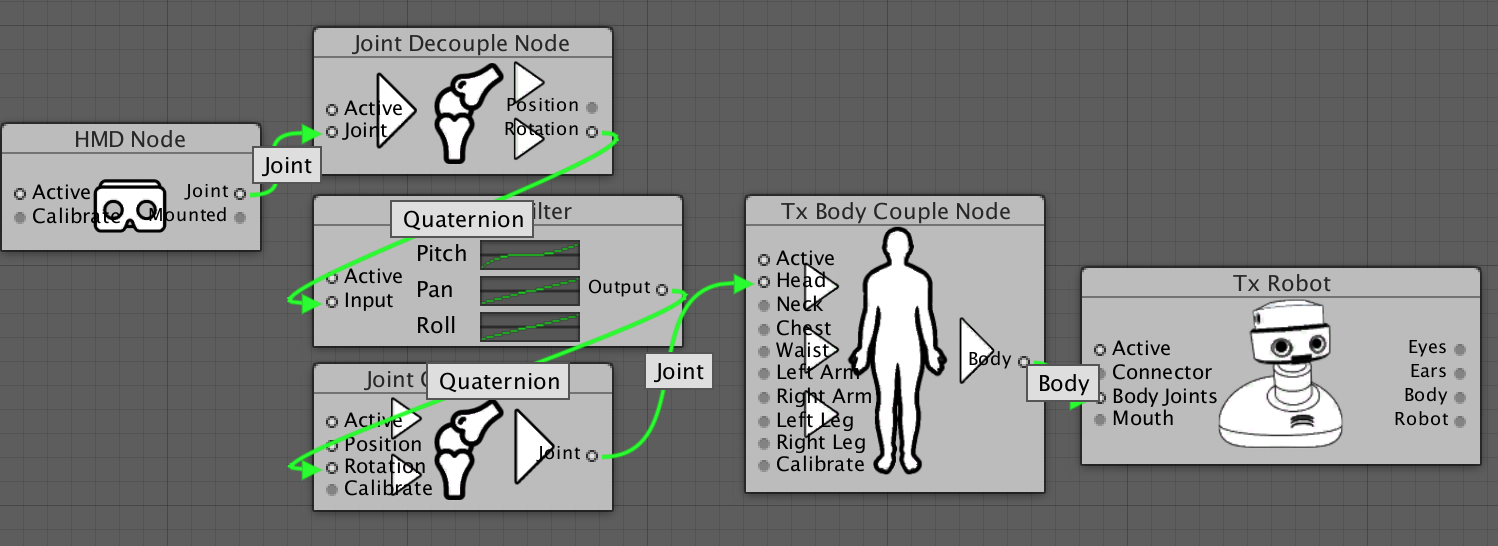 Joint Decouple Node
Active
Joint
Position
Rotation
HMD Node
Active
Calibrate
Joint
Mounted
Joint
Quaternion
Pitch
Pan
Roll
Active
Input
Output
Quaternion
Joint
Active
Position
Rotation
Calibrate
Joint
Joint
Tx Body Couple Node
Active
Head
Neck
Chest
Waist
Left Arm
Right Arm
Left Leg
Right Leg
Calibrate
Body
Body
Tx Robot
Active
Connector
Body Joints
Mouth
Eyes
Ears
Body
Robot